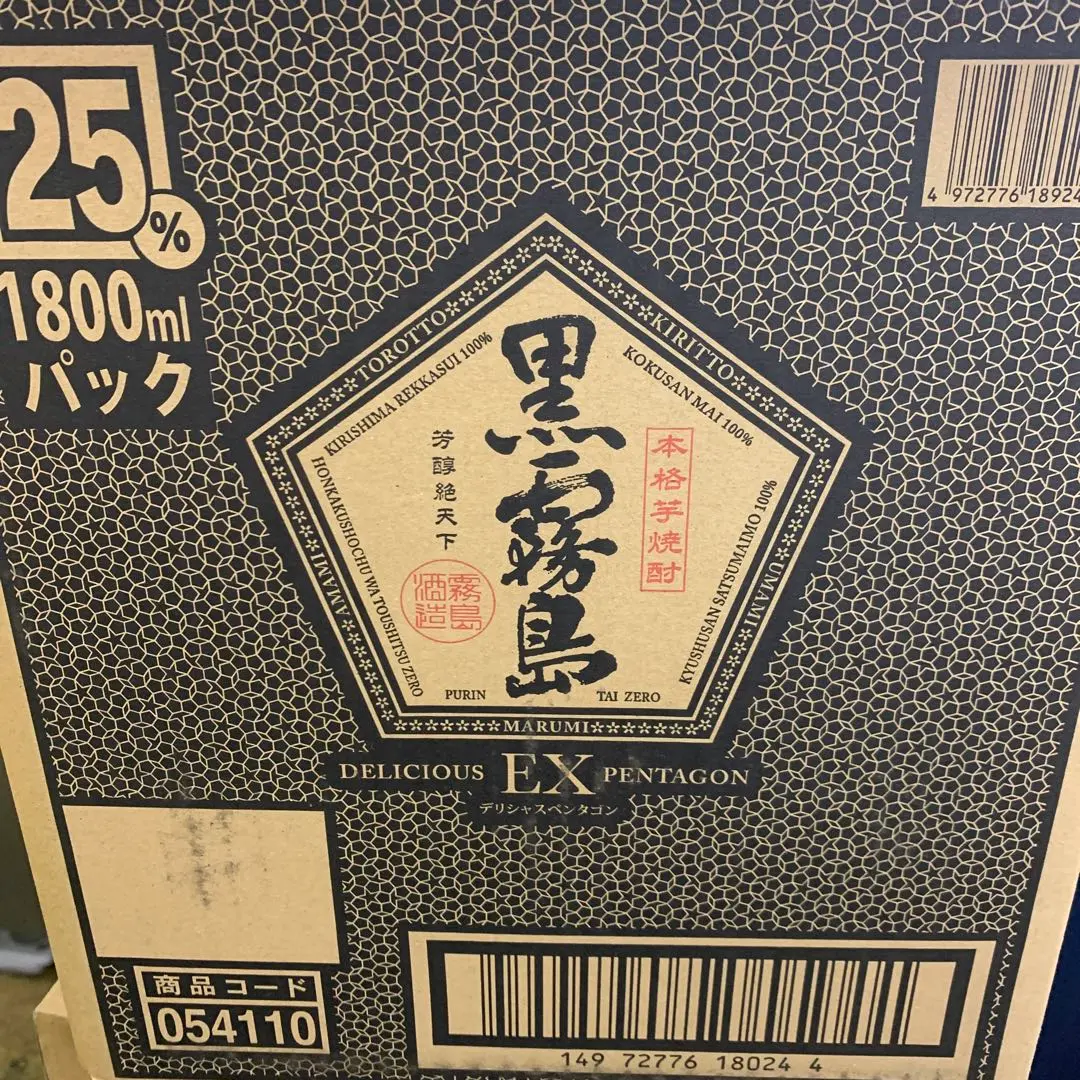 25%
1800ml
パック
4 972776 18924
TOROTTO
KIRITTO
UMAMI
AMAMI
MARUMI
KIRISHIMA REKKASUI 100%
KOKUSAN MAI 100%
KYUSHUSAN SATSUMAIMO 100%
HONKAKUSHOCHU WA TOUSHITSU ZERO
PURIN TAI ZERO
本格芋焼酎
黒霧島
芳醇絶天下
霧島
酒造
DELICIOUS EX PENTAGON
デリシャスペンタゴン
商品コード
054110
149 72776 18024 4